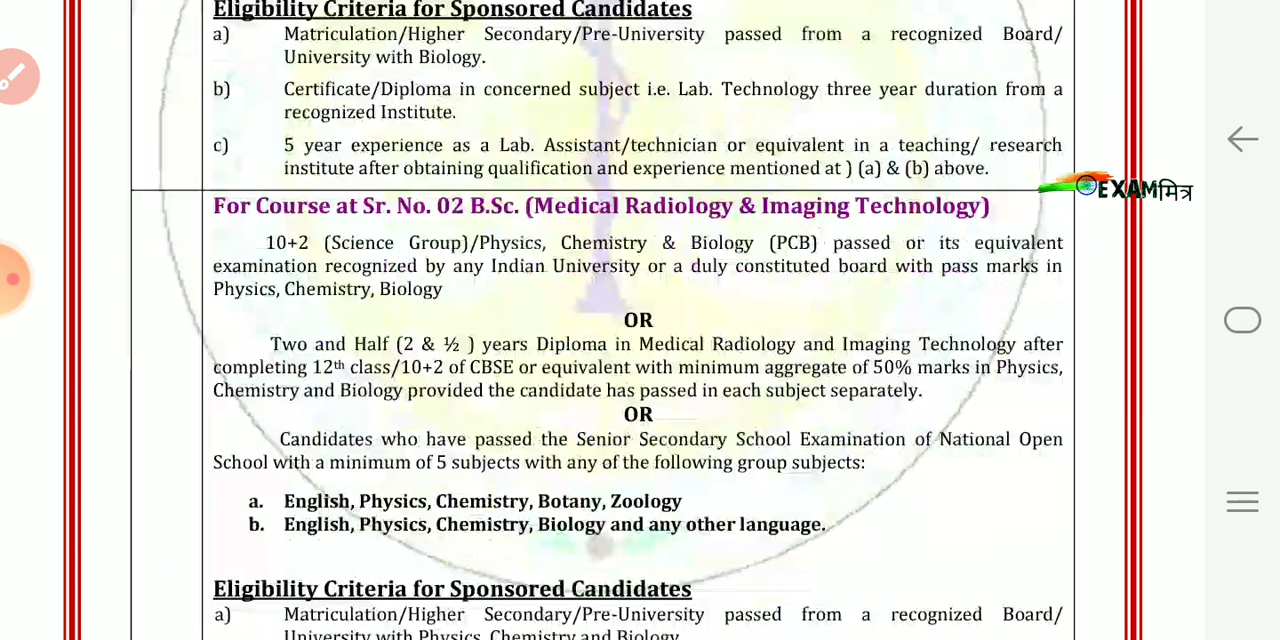 Eligibility Criteria for Sponsored Candidates
a) Matriculation/Higher Secondary/Pre-University passed from a recognized Board/
University with Biology.
b) Certificate/Diploma in concerned subject i.e. Lab. Technology three year duration from a
recognized Institute.
c) 5 year experience as a Lab. Assistant/technician or equivalent in a teaching/ research
institute after obtaining qualification and experience mentioned at ) (a) & (b) above.
EXAMमित्र
For Course at Sr. No. 02 B.Sc. (Medical Radiology & Imaging Technology)
10+2 (Science Group)/Physics, Chemistry & Biology (PCB) passed or its equivalent
examination recognized by any Indian University or a duly constituted board with pass marks in
Physics, Chemistry, Biology
OR
Two and Half (2 & ½ ) years Diploma in Medical Radiology and Imaging Technology after
completing 12th class/10+2 of CBSE or equivalent with minimum aggregate of 50% marks in Physics,
Chemistry and Biology provided the candidate has passed in each subject separately.
OR
Candidates who have passed the Senior Secondary School Examination of National Open
School with a minimum of 5 subjects with any of the following group subjects:
a. English, Physics, Chemistry, Botany, Zoology
b. English, Physics, Chemistry, Biology and any other language.
Eligibility Criteria for Sponsored Candidates
a) Matriculation/Higher Secondary/Pre-University passed from a recognized Board/
University with Physics, Chemistry and Biology